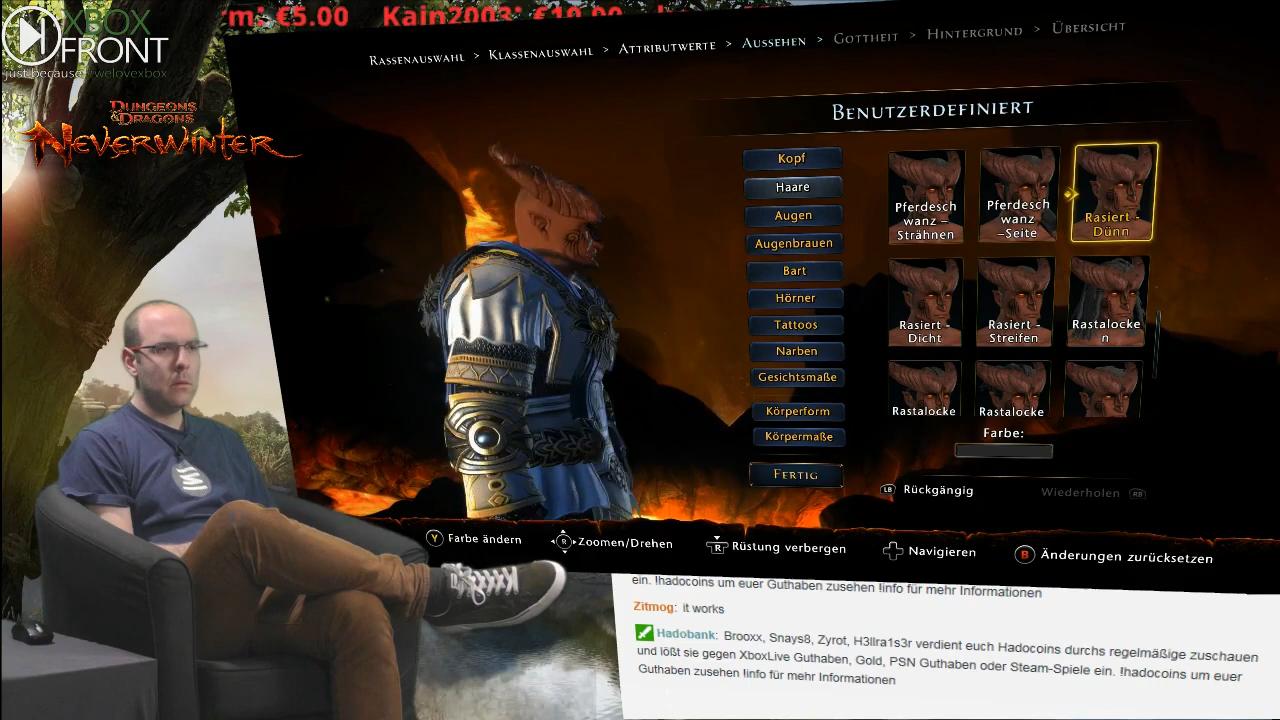 m: €5.00 Kain2003: €10.00
XBOX
FRONT
just because #welovexbox
DUNGEONS
& DRAGONS
NEVERWINTER
RASSENAUSWAHL > KLASSENAUSWAHL > ATTRIBUTWERTE > AUSSEHEN > GOTTHEIT > HINTERGRUND > ÜBERSICHT
BENUTZERDEFINIERT
Kopf
Haare
Augen
Augenbrauen
Bart
Hörner
Tattoos
Narben
Gesichtsmaße
Körperform
Körpermaße
FERTIG
Pferdesch
wanz –
Strähnen
Pferdesch
wanz
–Seite
Rasiert -
Dünn
Rasiert -
Dicht
Rasiert -
Streifen
Rastalocke
n
Rastalocke
Rastalocke
Farbe:
LB Rückgängig
Wiederholen RB
Y Farbe ändern
R Zoomen/Drehen
R Rüstung verbergen
Navigieren
B Änderungen zurücksetzen
ein. !hadocoins um euer Guthaben zusehen !info für mehr Informationen
Zitmog: it works
Hadobank: Brooxx, Snays8, Zyrot, H3llra1s3r verdient euch Hadocoins durchs regelmäßige zuschauen
und lößt sie gegen XboxLive Guthaben, Gold, PSN Guthaben oder Steam-Spiele ein. !hadocoins um euer
Guthaben zusehen !info für mehr Informationen